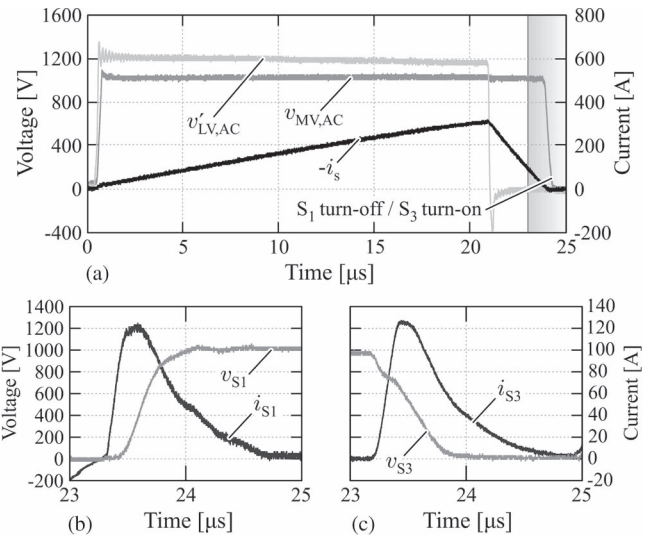 1600
1200
800
400
0
-400
Voltage [V]
800
600
400
200
0
-200
Current [A]
v′LV,AC
vMV,AC
-is
S1 turn-off / S3 turn-on
0
5
10
15
20
25
Time [μs]
(a)
1400
1200
1000
800
600
400
200
0
-200
Voltage [V]
vS1
iS1
23
24
25
Time [μs]
(b)
140
120
100
80
60
40
20
0
-20
Current [A]
iS3
vS3
23
24
25
Time [μs]
(c)